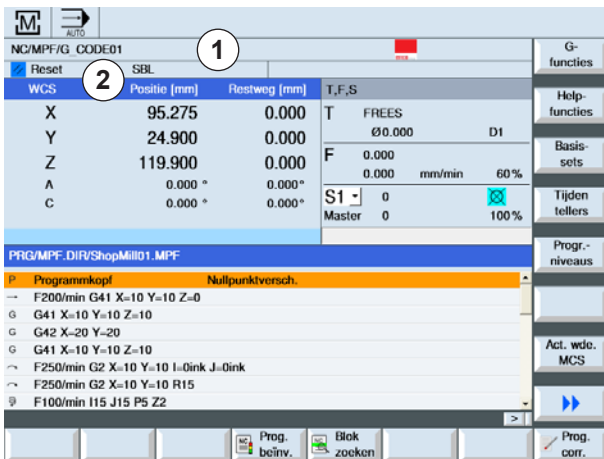 M
AUTO
NC/MPF/G_CODE01
1
G-
functies
Reset SBL
2
WCS Positie [mm] Restweg [mm]
X 95.275 0.000
Y 24.900 0.000
Z 119.900 0.000
A 0.000 ° 0.000°
C 0.000 ° 0.000°
T,F,S
T FREES
Ø0.000 D1
F 0.000
0.000 mm/min 60%
S1 0
Master 0 100%
Help-
functies
Basis-
sets
Tijden
tellers
Progr.-
niveaus
PRG/MPF.DIR/ShopMill01.MPF
P Programmkopf Nullpunktversch.
F200/min G41 X=10 Y=10 Z=0
G G41 X=10 Y=10 Z=10
G G42 X=20 Y=20
G G41 X=10 Y=10 Z=10
F250/min G2 X=10 Y=10 I=0ink J=0ink
F250/min G2 X=10 Y=10 R15
F100/min I15 J15 P5 Z2
>
Act. wde.
MCS
NC Prog.
beïnv.
NC Blok
zoeken
Prog.
corr.